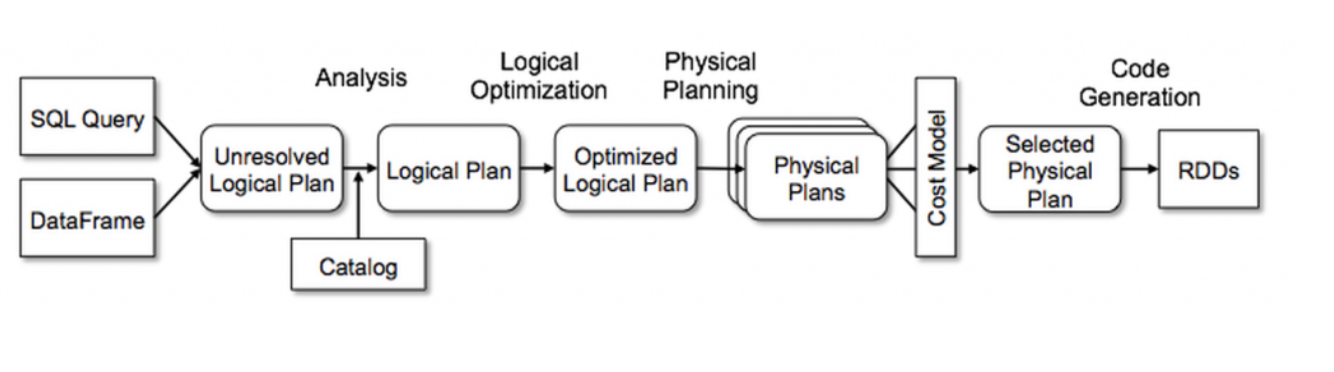 Analysis
Logical
Optimization
Physical
Planning
Code
Generation
SQL Query
DataFrame
Unresolved
Logical Plan
Catalog
Logical Plan
Optimized
Logical Plan
Physical
Plans
Cost Model
Selected
Physical
Plan
RDDs